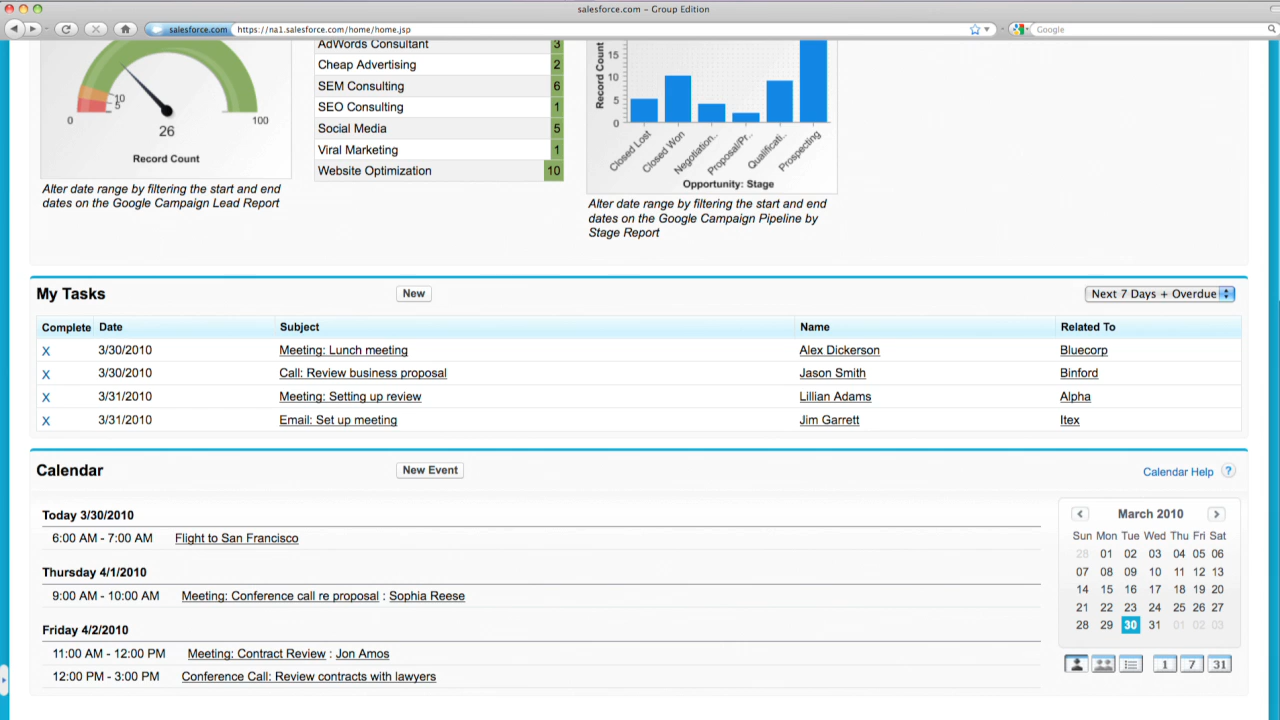 salesforce.com – Group Edition
salesforce.com https://na1.salesforce.com/home/home.jsp
Google
10
5
0
100
26
Record Count
Alter date range by filtering the start and end
dates on the Google Campaign Lead Report
AdWords Consultant 3
Cheap Advertising 2
SEM Consulting 6
SEO Consulting 1
Social Media 5
Viral Marketing 1
Website Optimization 10
Record Count
15
10
5
0
Closed Lost
Closed Won
Negotiation..
Proposal/Pr..
Qualificati..
Prospecting
Opportunity: Stage
Alter date range by filtering the start and end
dates on the Google Campaign Pipeline by
Stage Report
My Tasks New Next 7 Days + Overdue
Complete Date Subject Name Related To
X 3/30/2010 Meeting: Lunch meeting Alex Dickerson Bluecorp
X 3/30/2010 Call: Review business proposal Jason Smith Binford
X 3/31/2010 Meeting: Setting up review Lillian Adams Alpha
X 3/31/2010 Email: Set up meeting Jim Garrett Itex
Calendar New Event Calendar Help ?
Today 3/30/2010
6:00 AM - 7:00 AM Flight to San Francisco
Thursday 4/1/2010
9:00 AM - 10:00 AM Meeting: Conference call re proposal : Sophia Reese
Friday 4/2/2010
11:00 AM - 12:00 PM Meeting: Contract Review : Jon Amos
12:00 PM - 3:00 PM Conference Call: Review contracts with lawyers
March 2010
Sun Mon Tue Wed Thu Fri Sat
28 01 02 03 04 05 06
07 08 09 10 11 12 13
14 15 16 17 18 19 20
21 22 23 24 25 26 27
28 29 30 31 01 02 03
1 7 31